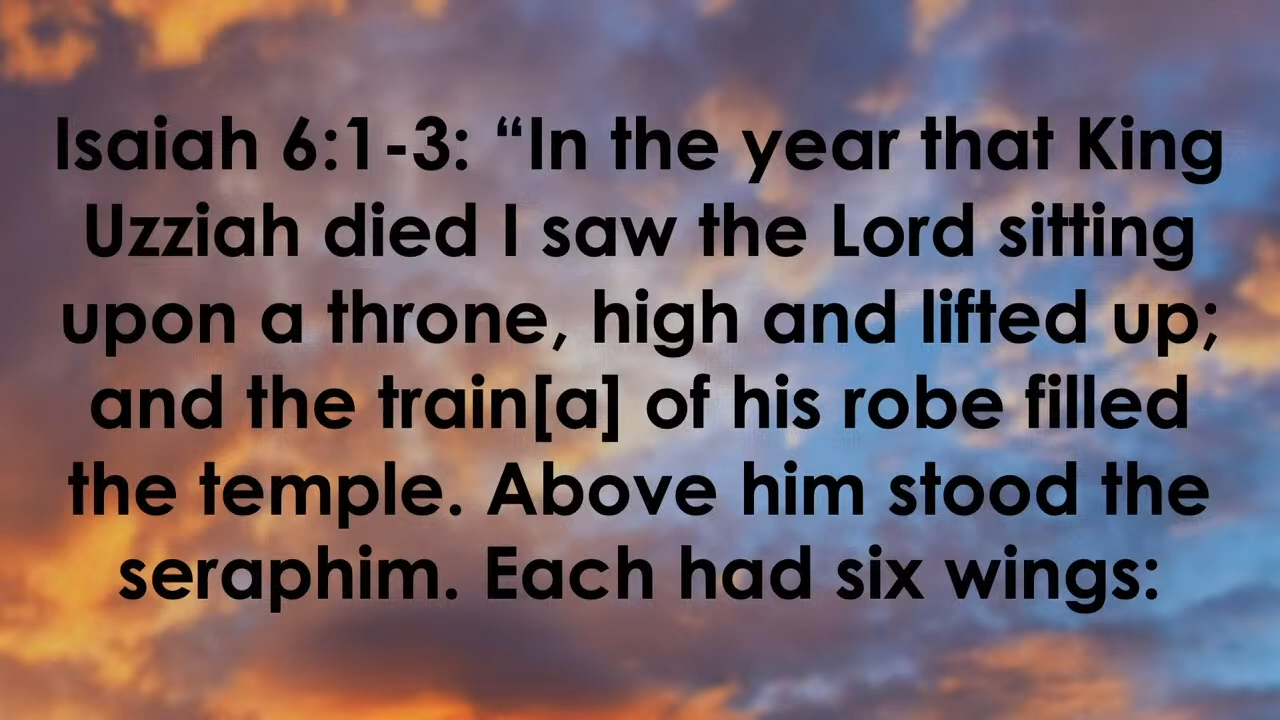 Isaiah 6:1-3: “In the year that King
Uzziah died I saw the Lord sitting
upon a throne, high and lifted up;
and the train[a] of his robe filled
the temple. Above him stood the
seraphim. Each had six wings: